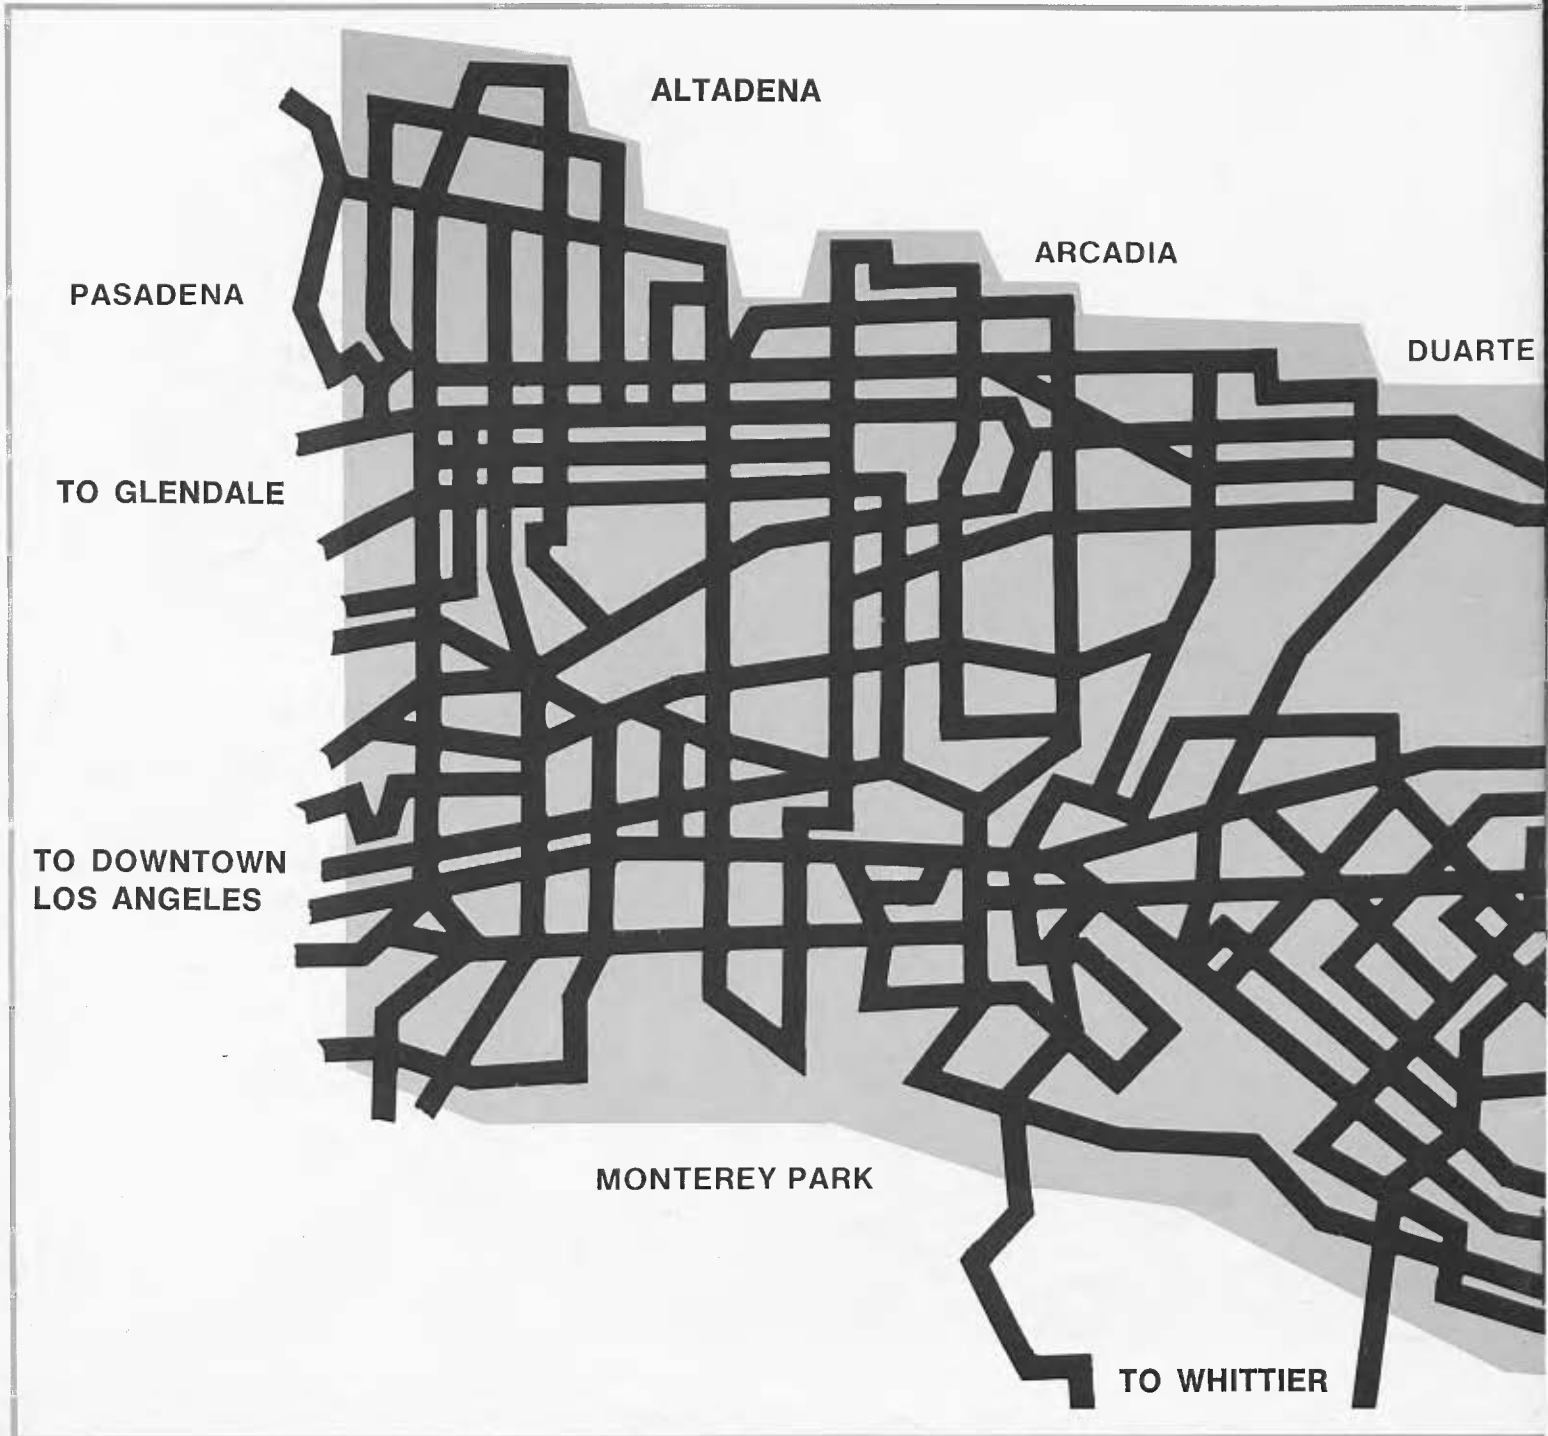 ALTADENA
ARCADIA
PASADENA
DUARTE
TO GLENDALE
TO DOWNTOWN
LOS ANGELES
MONTEREY PARK
TO WHITTIER